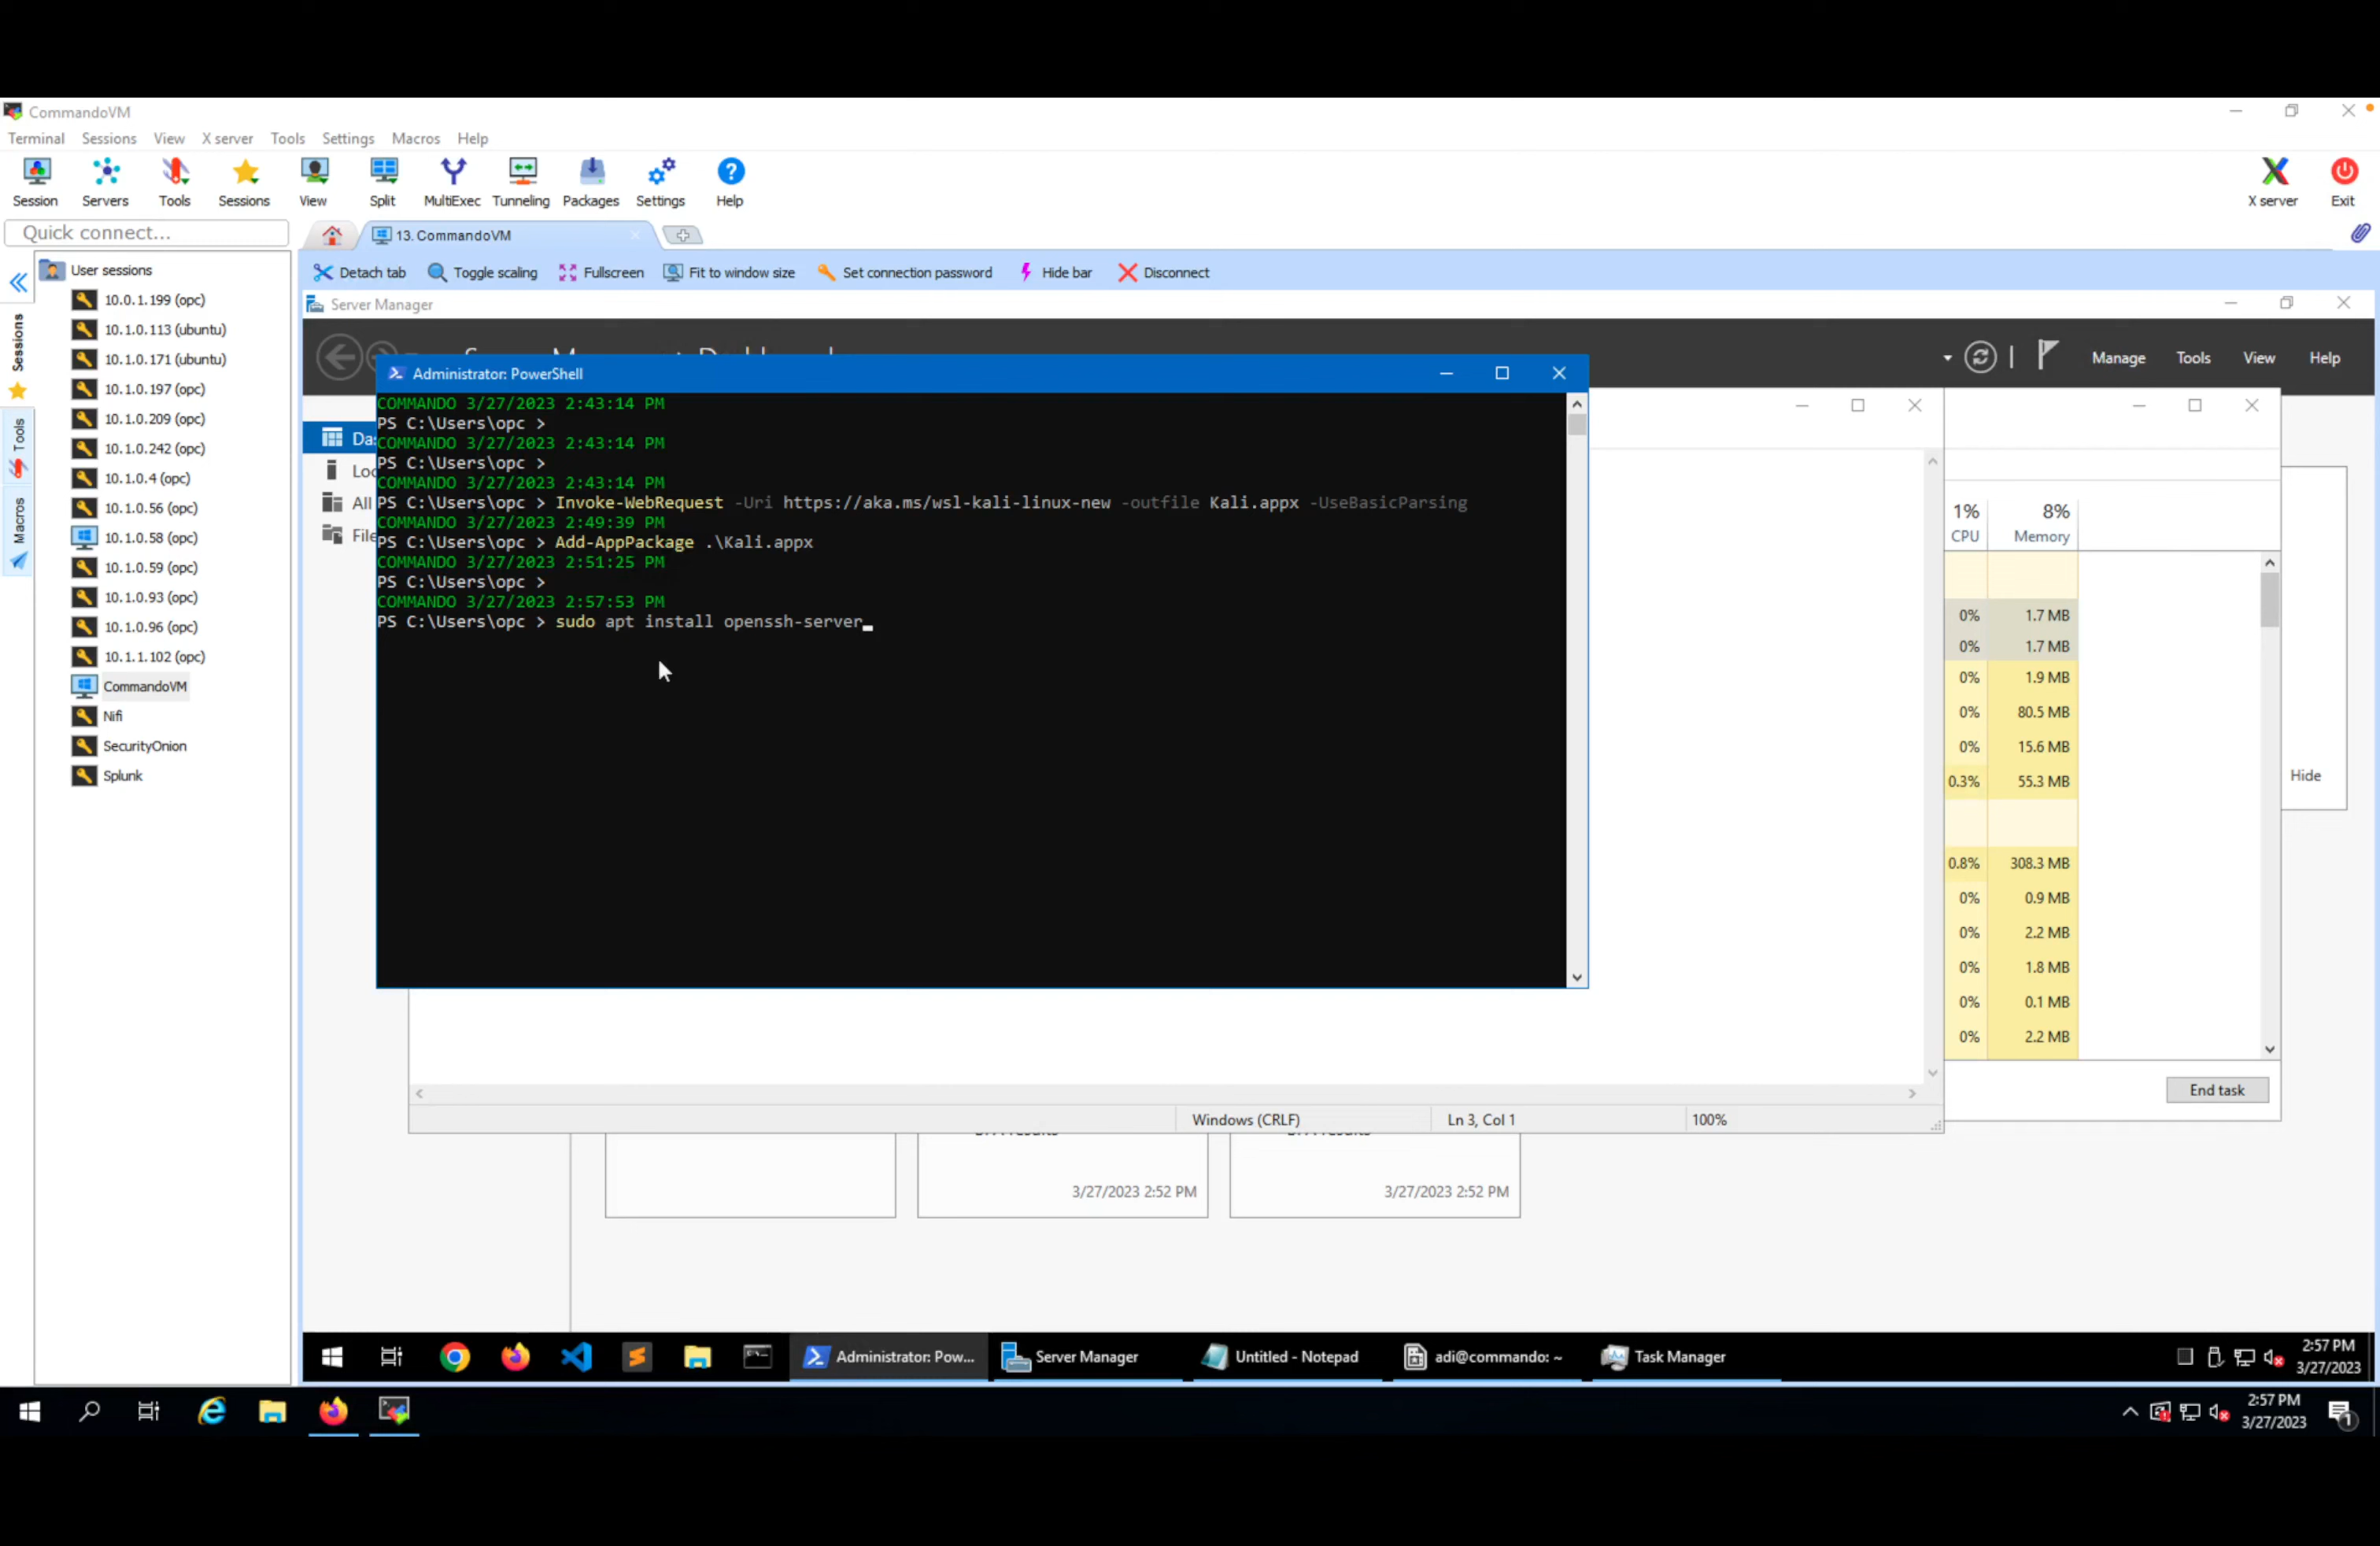 CommandoVM
Terminal Sessions View X server Tools Settings Macros Help
Session Servers Tools Sessions View Split MultiExec Tunneling Packages Settings Help X server Exit
Quick connect...
13. CommandoVM
Detach tab Toggle scaling Fullscreen Fit to window size Set connection password Hide bar Disconnect
Sessions
Tools
Macros
User sessions
10.0.1.199 (opc)
10.1.0.113 (ubuntu)
10.1.0.171 (ubuntu)
10.1.0.197 (opc)
10.1.0.209 (opc)
10.1.0.242 (opc)
10.1.0.4 (opc)
10.1.0.56 (opc)
10.1.0.58 (opc)
10.1.0.59 (opc)
10.1.0.93 (opc)
10.1.0.96 (opc)
10.1.1.102 (opc)
CommandoVM
Nifi
SecurityOnion
Splunk
Server Manager
Manage Tools View Help
Das
Loc
All
File
Administrator: PowerShell
COMMANDO 3/27/2023 2:43:14 PM
PS C:\Users\opc >
COMMANDO 3/27/2023 2:43:14 PM
PS C:\Users\opc >
COMMANDO 3/27/2023 2:43:14 PM
PS C:\Users\opc > Invoke-WebRequest -Uri https://aka.ms/wsl-kali-linux-new -outfile Kali.appx -UseBasicParsing
COMMANDO 3/27/2023 2:49:39 PM
PS C:\Users\opc > Add-AppPackage .\Kali.appx
COMMANDO 3/27/2023 2:51:25 PM
PS C:\Users\opc >
COMMANDO 3/27/2023 2:57:53 PM
PS C:\Users\opc > sudo apt install openssh-server
1% 8%
CPU Memory
0% 1.7 MB
0% 1.7 MB
0% 1.9 MB
0% 80.5 MB
0% 15.6 MB
0.3% 55.3 MB
0.8% 308.3 MB
0% 0.9 MB
0% 2.2 MB
0% 1.8 MB
0% 0.1 MB
0% 2.2 MB
Hide
End task
Windows (CRLF) Ln 3, Col 1 100%
3/27/2023 2:52 PM 3/27/2023 2:52 PM
Administrator: Pow... Server Manager Untitled - Notepad adi@commando: ~ Task Manager
2:57 PM
3/27/2023
2:57 PM
3/27/2023
1